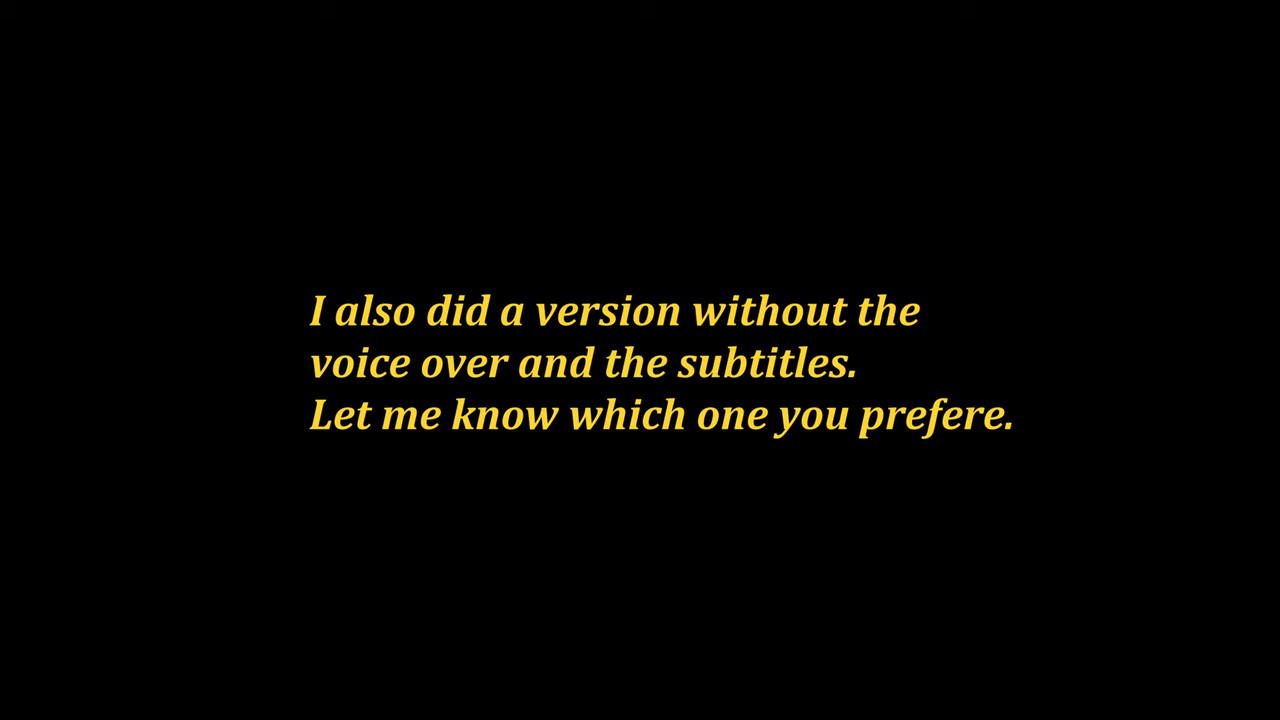 I also did a version without the
voice over and the subtitles.
Let me know which one you prefere.